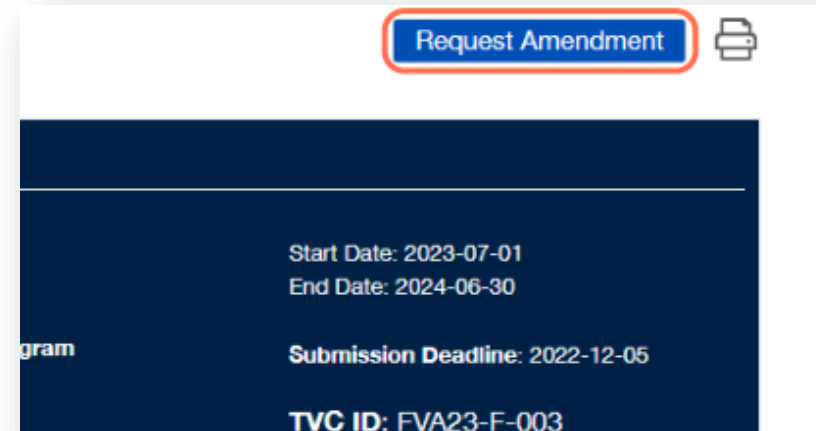 Request Amendment
Start Date: 2023-07-01
End Date: 2024-06-30
gram
Submission Deadline: 2022-12-05
TVC ID: FVA23-F-003